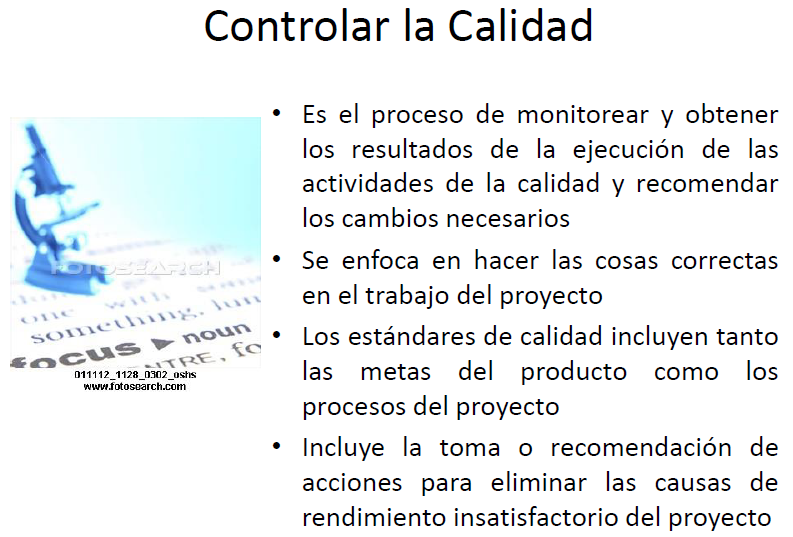 Controlar la Calidad
• Es el proceso de monitorear y obtener
los resultados de la ejecución de las
actividades de la calidad y recomendar
los cambios necesarios
• Se enfoca en hacer las cosas correctas
en el trabajo del proyecto
• Los estándares de calidad incluyen tanto
las metas del producto como los
procesos del proyecto
• Incluye la toma o recomendación de
acciones para eliminar las causas de
rendimiento insatisfactorio del proyecto
FOTOSEARCH
one with
something.
focus ▶ noun
011112_1128_0302_oshs
www.fotosearch.com